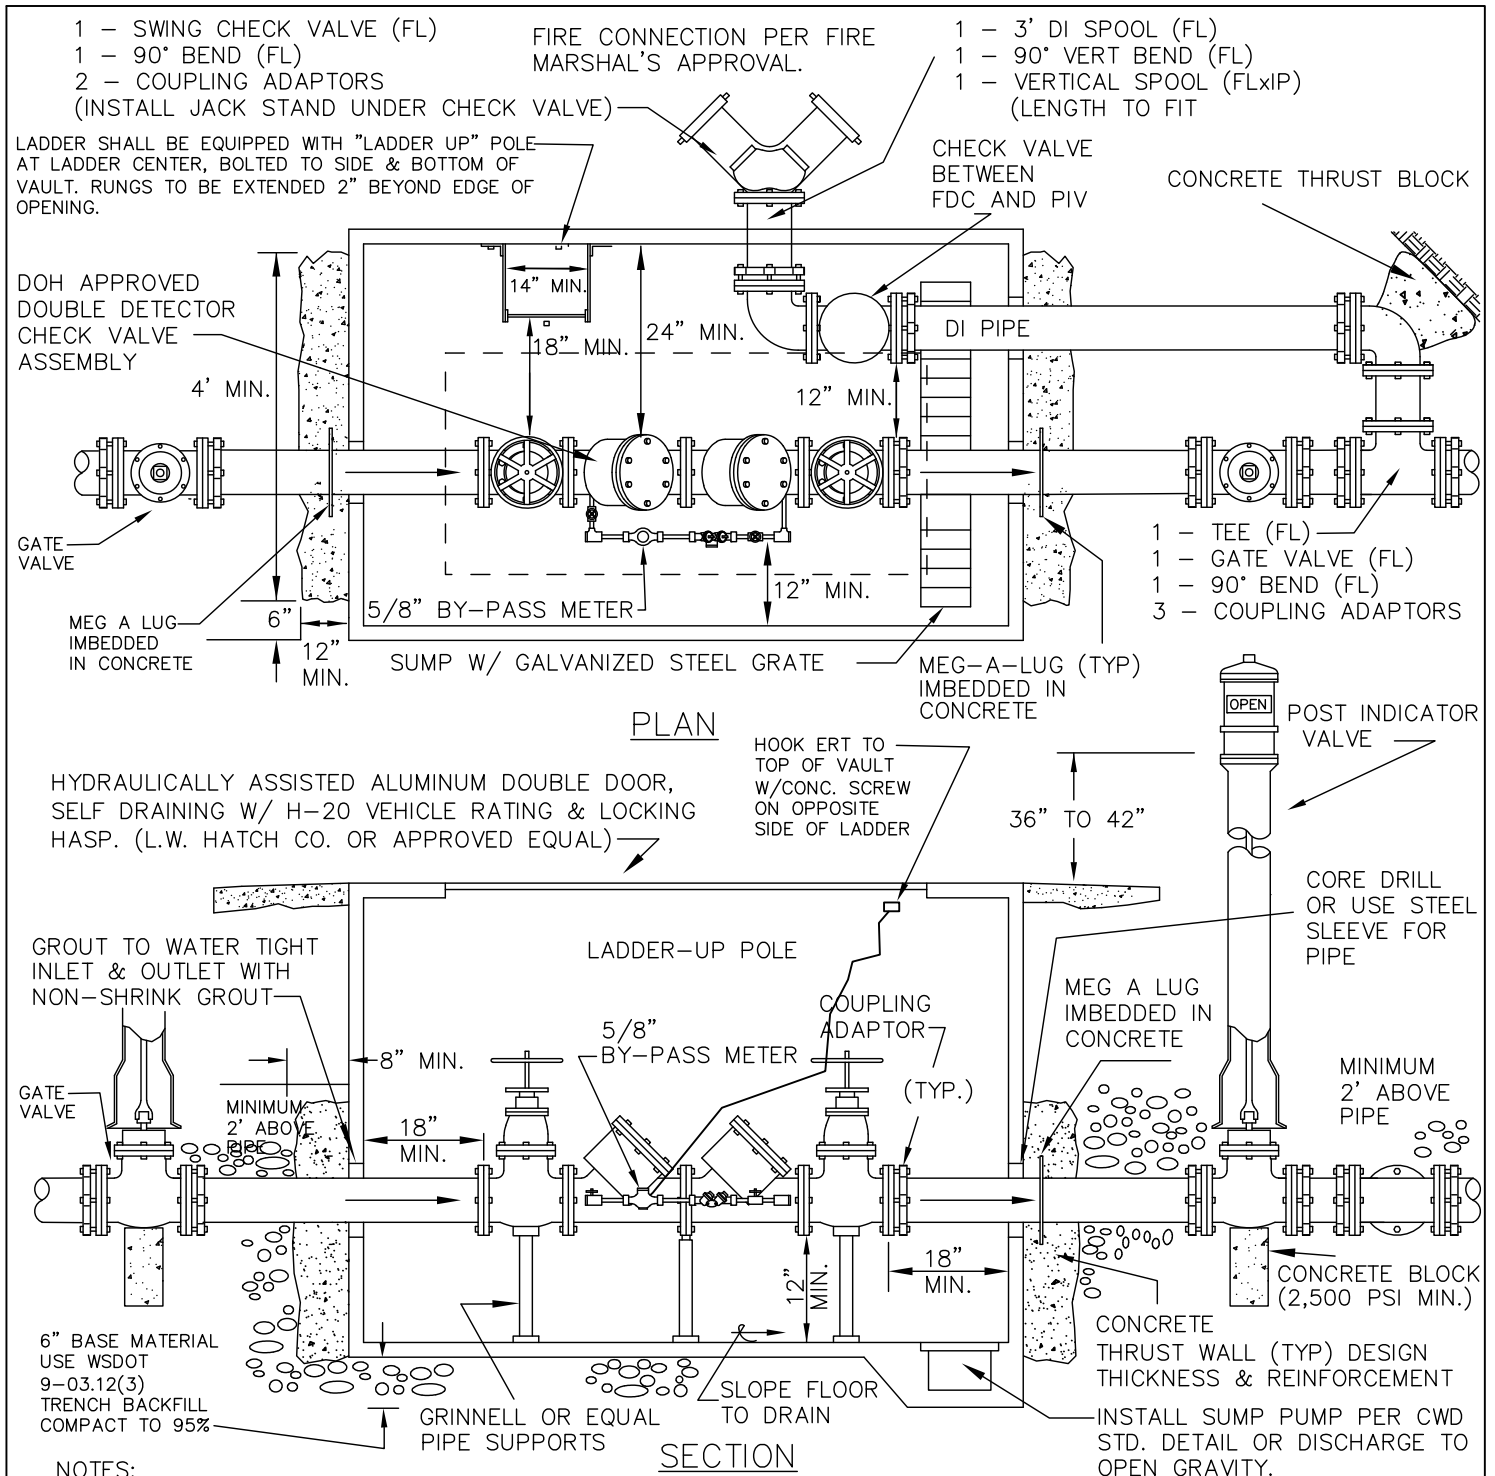 1 – SWING CHECK VALVE (FL)
1 – 90° BEND (FL)
2 – COUPLING ADAPTORS
(INSTALL JACK STAND UNDER CHECK VALVE)
FIRE CONNECTION PER FIRE
MARSHAL'S APPROVAL.
1 – 3' DI SPOOL (FL)
1 – 90° VERT BEND (FL)
1 – VERTICAL SPOOL (FLxIP)
(LENGTH TO FIT
LADDER SHALL BE EQUIPPED WITH "LADDER UP" POLE
AT LADDER CENTER, BOLTED TO SIDE & BOTTOM OF
VAULT. RUNGS TO BE EXTENDED 2" BEYOND EDGE OF
OPENING.
CHECK VALVE
BETWEEN
FDC AND PIV
CONCRETE THRUST BLOCK
DOH APPROVED
DOUBLE DETECTOR
CHECK VALVE
ASSEMBLY
14" MIN.
18" MIN.
24" MIN.
DI PIPE
4' MIN.
12" MIN.
GATE
VALVE
1 – TEE (FL)
1 – GATE VALVE (FL)
1 – 90° BEND (FL)
3 – COUPLING ADAPTORS
MEG A LUG
IMBEDDED
IN CONCRETE
6"
12"
MIN.
5/8" BY–PASS METER
12" MIN.
SUMP W/ GALVANIZED STEEL GRATE
MEG–A–LUG (TYP)
IMBEDDED IN
CONCRETE
PLAN
OPEN
POST INDICATOR
VALVE
HOOK ERT TO
TOP OF VAULT
W/CONC. SCREW
ON OPPOSITE
SIDE OF LADDER
HYDRAULICALLY ASSISTED ALUMINUM DOUBLE DOOR,
SELF DRAINING W/ H–20 VEHICLE RATING & LOCKING
HASP. (L.W. HATCH CO. OR APPROVED EQUAL)
36" TO 42"
CORE DRILL
OR USE STEEL
SLEEVE FOR
PIPE
GROUT TO WATER TIGHT
INLET & OUTLET WITH
NON–SHRINK GROUT
LADDER–UP POLE
COUPLING
ADAPTOR
(TYP.)
MEG A LUG
IMBEDDED IN
CONCRETE
5/8"
BY–PASS METER
8" MIN.
GATE
VALVE
MINIMUM
2' ABOVE
PIPE
18"
MIN.
MINIMUM
2' ABOVE
PIPE
12"
MIN.
18"
MIN.
CONCRETE BLOCK
(2,500 PSI MIN.)
6" BASE MATERIAL
USE WSDOT
9–03.12(3)
TRENCH BACKFILL
COMPACT TO 95%
CONCRETE
THRUST WALL (TYP) DESIGN
THICKNESS & REINFORCEMENT
GRINNELL OR EQUAL
PIPE SUPPORTS
SLOPE FLOOR
TO DRAIN
INSTALL SUMP PUMP PER CWD
STD. DETAIL OR DISCHARGE TO
OPEN GRAVITY.
SECTION
NOTES: